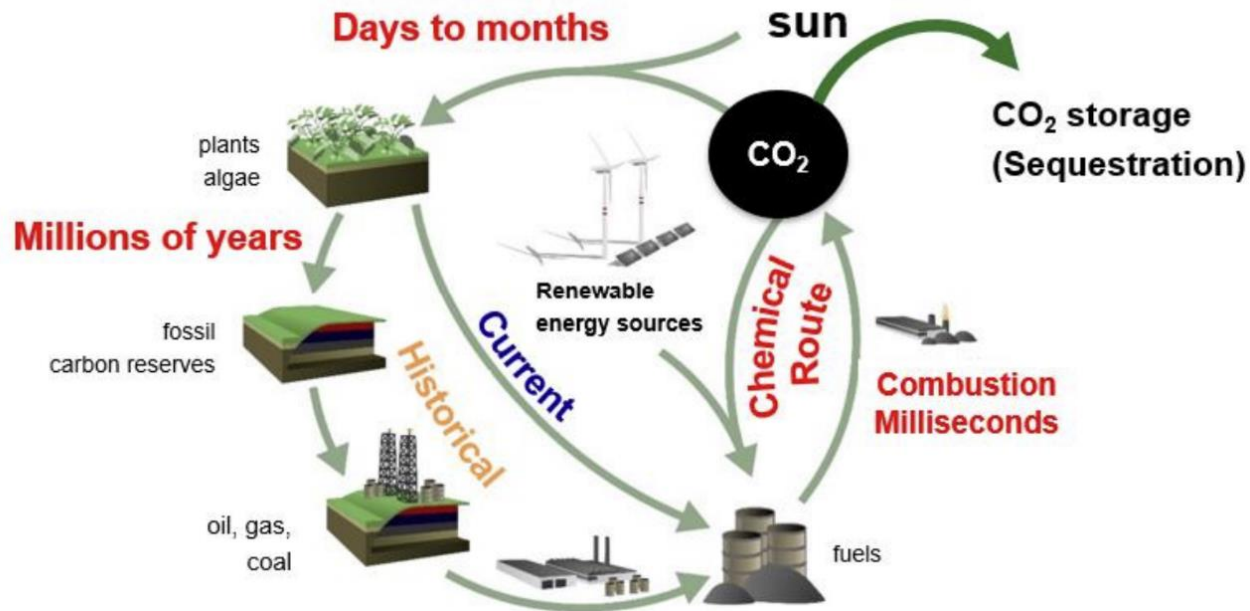 Days to months
sun
CO₂
CO₂ storage
(Sequestration)
plants
algae
Millions of years
Renewable
energy sources
Chemical
Route
fossil
carbon reserves
Historical
Current
Combustion
Milliseconds
oil, gas,
coal
fuels